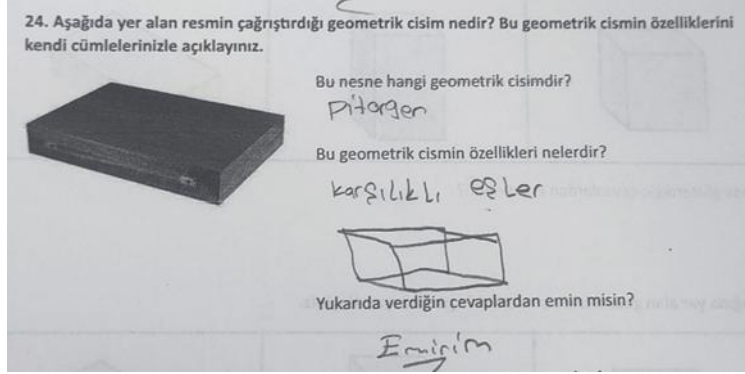 24. Aşağıda yer alan resmin çağrıştırdığı geometrik cisim nedir? Bu geometrik cismin özelliklerini
kendi cümlelerinizle açıklayınız.
Bu nesne hangi geometrik cisimdir?
Pitorgen
Bu geometrik cismin özellikleri nelerdir?
karşılıklı eşler
Yukarıda verdiğin cevaplardan emin misin?
Emirim